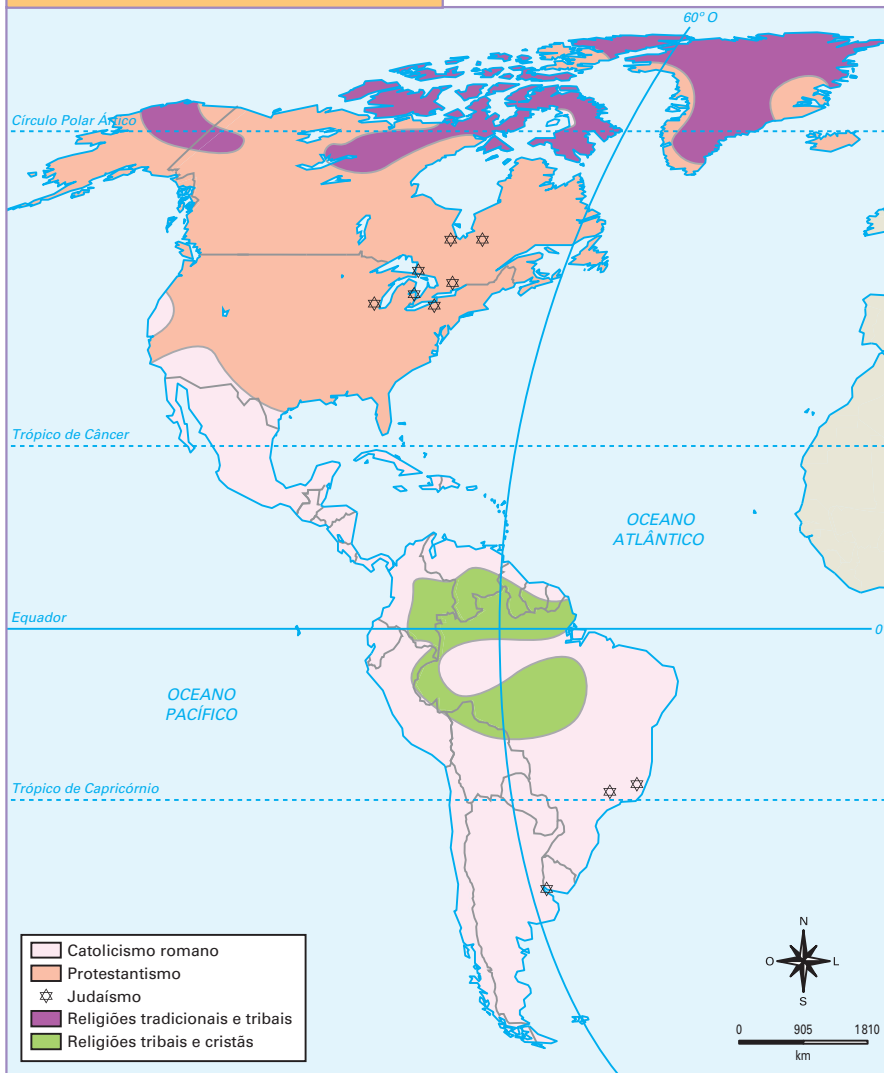 60° O
Círculo Polar Ártico
Trópico de Câncer
OCEANO
ATLÂNTICO
Equador
0
OCEANO
PACÍFICO
Trópico de Capricórnio
Catolicismo romano
Protestantismo
Judaísmo
Religiões tradicionais e tribais
Religiões tribais e cristãs
N
O
L
S
0 905 1810
km